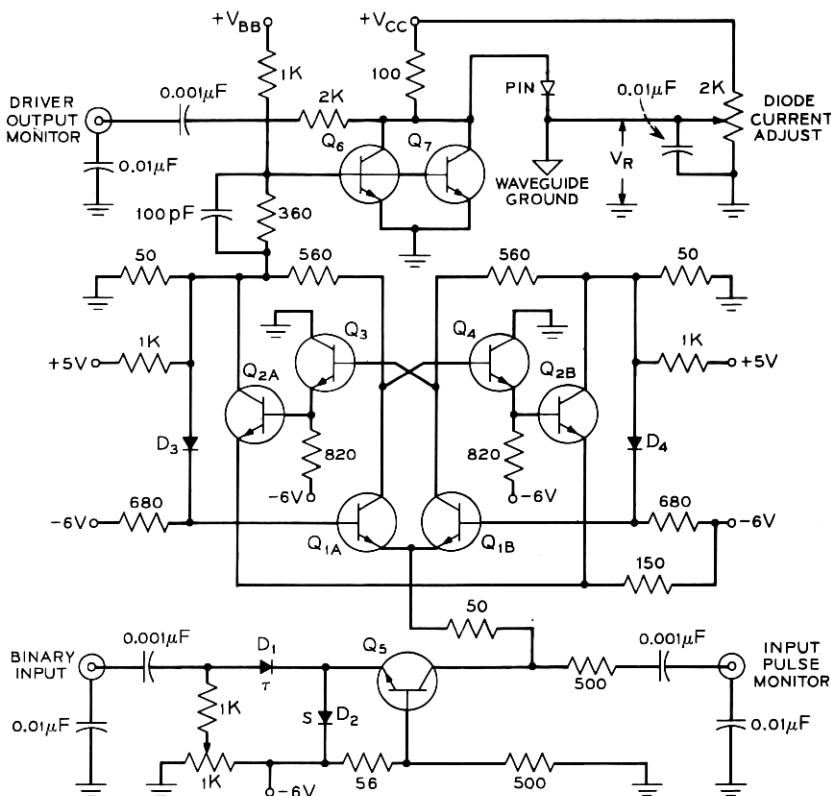 +VBB
+VCC
1K
100
0.001μF
2K
PIN
0.01μF
2K
DRIVER
OUTPUT
MONITOR
DIODE
CURRENT
ADJUST
Q6
Q7
0.01μF
VR
WAVEGUIDE
GROUND
100pF
360
50
560
560
50
1K
Q3
Q4
1K
+5V
+5V
Q2A
Q2B
D3
820
820
D4
-6V
-6V
680
680
-6V
-6V
Q1A
Q1B
150
50
0.001μF
D1
Q5
0.001μF
BINARY
INPUT
INPUT
PULSE
MONITOR
τ
500
1K
S
D2
0.01μF
0.01μF
1K
-6V
56
500